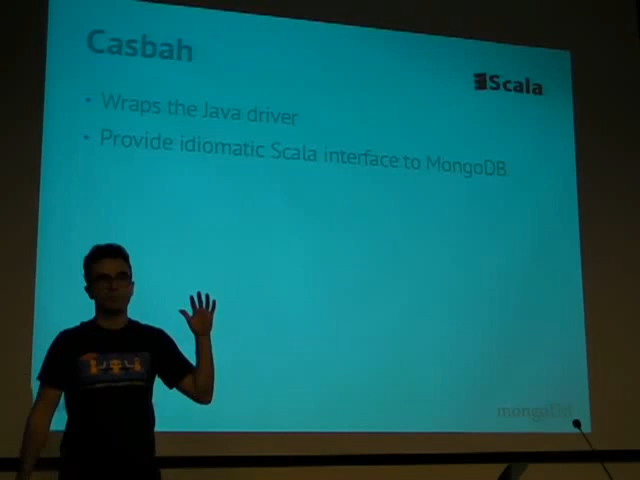 Casbah
Scala
• Wraps the Java driver
• Provide idiomatic Scala interface to MongoDB
mongoDB